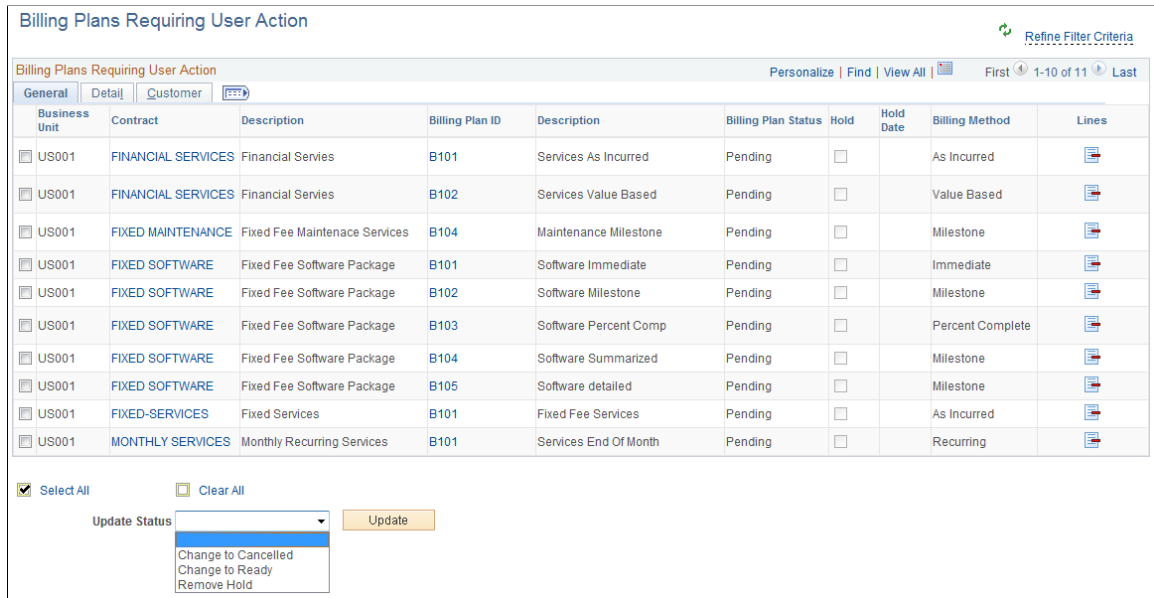 Billing Plans Requiring User Action
Refine Filter Criteria
Billing Plans Requiring User Action Personalize | Find | View All | First 1-10 of 11 Last
General Detail Customer
Business Unit Contract Description Billing Plan ID Description Billing Plan Status Hold Hold Date Billing Method Lines
US001 FINANCIAL SERVICES Financial Servies B101 Services As Incurred Pending As Incurred
US001 FINANCIAL SERVICES Financial Servies B102 Services Value Based Pending Value Based
US001 FIXED MAINTENANCE Fixed Fee Maintenace Services B104 Maintenance Milestone Pending Milestone
US001 FIXED SOFTWARE Fixed Fee Software Package B101 Software Immediate Pending Immediate
US001 FIXED SOFTWARE Fixed Fee Software Package B102 Software Milestone Pending Milestone
US001 FIXED SOFTWARE Fixed Fee Software Package B103 Software Percent Comp Pending Percent Complete
US001 FIXED SOFTWARE Fixed Fee Software Package B104 Software Summarized Pending Milestone
US001 FIXED SOFTWARE Fixed Fee Software Package B105 Software detailed Pending Milestone
US001 FIXED-SERVICES Fixed Services B101 Fixed Fee Services Pending As Incurred
US001 MONTHLY SERVICES Monthly Recurring Services B101 Services End Of Month Pending Recurring
Select All Clear All
Update Status Update
Change to Cancelled
Change to Ready
Remove Hold